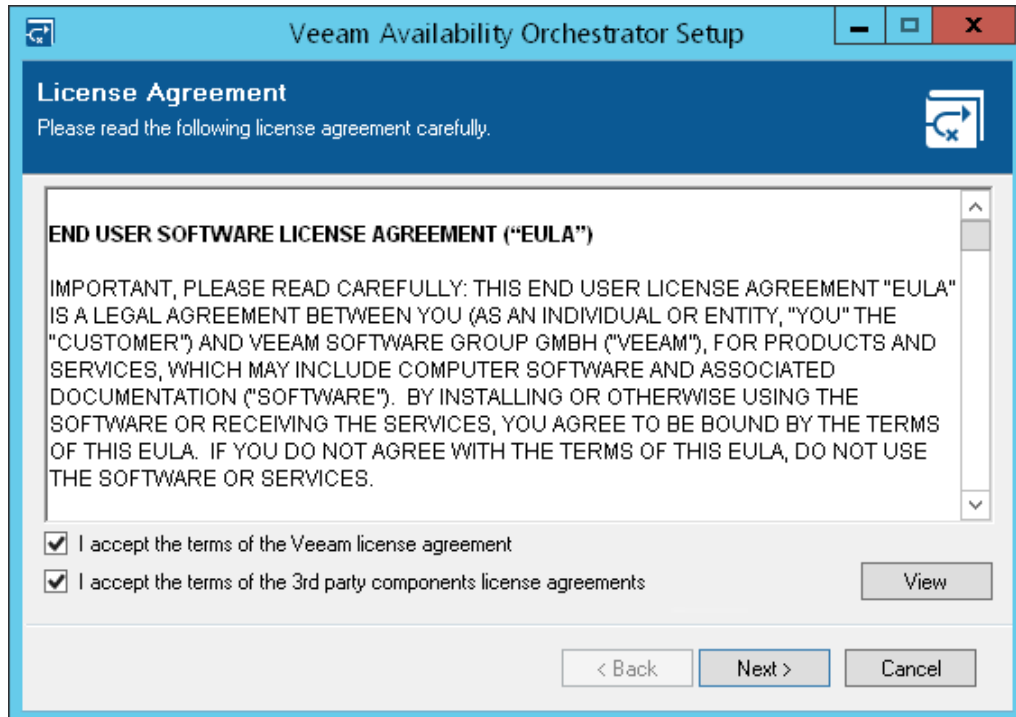 Veeam Availability Orchestrator Setup
License Agreement
Please read the following license agreement carefully.
END USER SOFTWARE LICENSE AGREEMENT (“EULA”)
IMPORTANT, PLEASE READ CAREFULLY: THIS END USER LICENSE AGREEMENT "EULA"
IS A LEGAL AGREEMENT BETWEEN YOU (AS AN INDIVIDUAL OR ENTITY, "YOU" THE
"CUSTOMER") AND VEEAM SOFTWARE GROUP GMBH ("VEEAM"), FOR PRODUCTS AND
SERVICES, WHICH MAY INCLUDE COMPUTER SOFTWARE AND ASSOCIATED
DOCUMENTATION ("SOFTWARE").  BY INSTALLING OR OTHERWISE USING THE
SOFTWARE OR RECEIVING THE SERVICES, YOU AGREE TO BE BOUND BY THE TERMS
OF THIS EULA.  IF YOU DO NOT AGREE WITH THE TERMS OF THIS EULA, DO NOT USE
THE SOFTWARE OR SERVICES.
I accept the terms of the Veeam license agreement
I accept the terms of the 3rd party components license agreements
View
< Back
Next >
Cancel